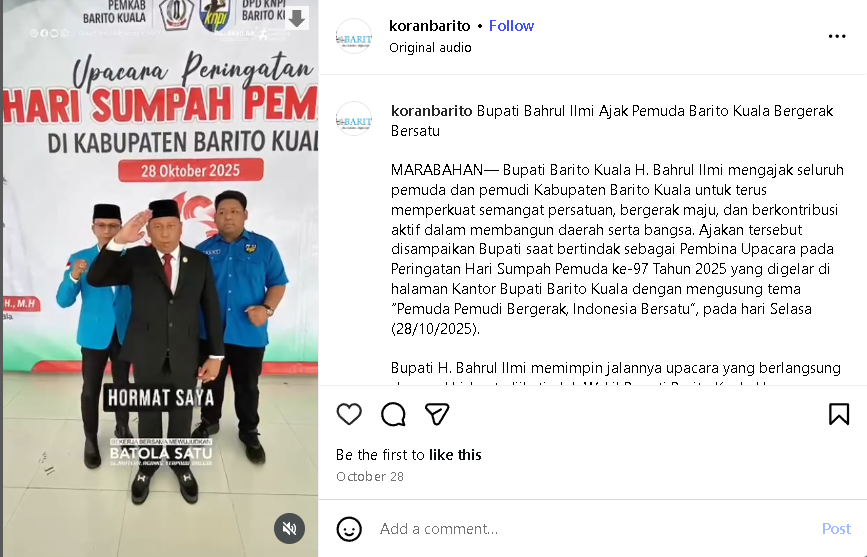 PEMKAB
BARITO KUALA
knpi
DPD KNPI
BARITO K
Upacara Peringatan
HARI SUMPAH PEM
DI KABUPATEN BARITO KUAL
28 Oktober 2025
H., M.H
HORMAT SAYA
BEKERJA BERSAMA MEWUJUDKAN
BATOLA SATU
koranbarito • Follow
Original audio
BARIT
koranbarito Bupati Bahrul Ilmi Ajak Pemuda Barito Kuala Bergerak
Bersatu
MARABAHAN— Bupati Barito Kuala H. Bahrul Ilmi mengajak seluruh
pemuda dan pemudi Kabupaten Barito Kuala untuk terus
memperkuat semangat persatuan, bergerak maju, dan berkontribusi
aktif dalam membangun daerah serta bangsa. Ajakan tersebut
disampaikan Bupati saat bertindak sebagai Pembina Upacara pada
Peringatan Hari Sumpah Pemuda ke-97 Tahun 2025 yang digelar di
halaman Kantor Bupati Barito Kuala dengan mengusung tema
“Pemuda Pemudi Bergerak, Indonesia Bersatu”, pada hari Selasa
(28/10/2025).
Bupati H. Bahrul Ilmi memimpin jalannya upacara yang berlangsung
Be the first to like this
October 28
Add a comment...
Post